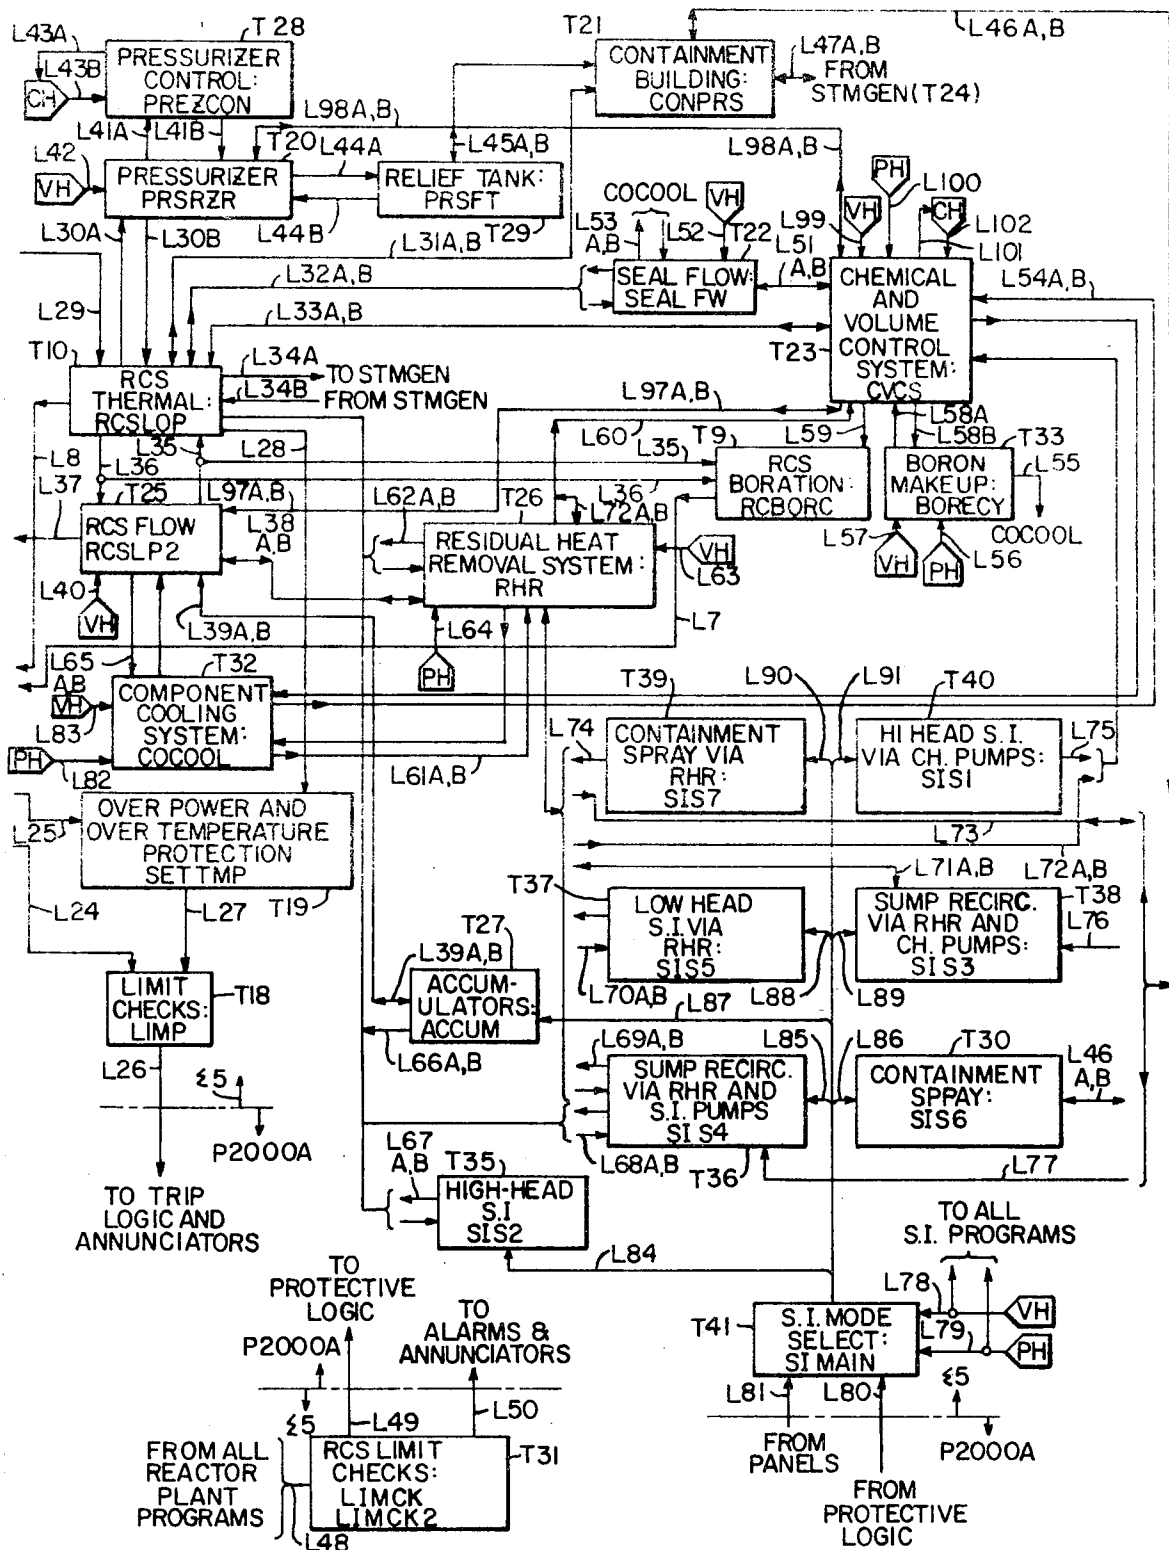 L43A
T28
T21
L46A,B
PRESSURIZER
CONTROL:
PREZCON
L43B
CH
CONTAINMENT
BUILDING:
CONPRS
L47A,B
FROM
STMGEN(T24)
L41A
L41B
L98A,B
L42
T20
L44A
L45A,B
L98A,B
PH
VH
PRESSURIZER
PRSRZR
RELIEF TANK:
PRSFT
COCOOL
VH
L99
VH
L100
CH
L102
L101
L30A
L30B
L44B
T29
L53
A,B
L52
T22
L51
A,B
L31A,B
L32A,B
SEAL FLOW:
SEAL FW
CHEMICAL
AND
VOLUME
CONTROL
SYSTEM:
CVCS
L54A,B
L29
L33A,B
T10
T23
L34A
TO STMGEN
RCS
THERMAL:
RCSLOP
L34B
FROM STMGEN
L97A,B
L58A
L58B
L60
T9
L59
T33
L8
L35
L36
L28
L35
L36
RCS
BORATION:
RCBORC
BORON
MAKEUP:
BORECY
L55
L37
T25
L97A,B
L62A,B
T26
L72A,B
RCS FLOW
RCSLP2
L38
A,B
RESIDUAL HEAT
REMOVAL SYSTEM:
RHR
VH
L63
L57
VH
PH
L56
COCOOL
L40
VH
L39A,B
L64
L7
PH
L65
A,B
T32
VH
L83
COMPONENT
COOLING
SYSTEM:
COCOOL
T39
L90
L91
T40
PH
L82
L61A,B
L74
CONTAINMENT
SPRAY VIA
RHR:
SIS7
HI HEAD S.I.
VIA CH. PUMPS:
SIS1
L75
L25
OVER POWER AND
OVER TEMPERATURE
PROTECTION
SETTMP
L73
L71A,B
L72A,B
L24
L27
T19
T37
LOW HEAD
S.I. VIA
RHR:
SIS5
SUMP RECIRC.
VIA RHR AND
CH. PUMPS:
SIS3
T38
L76
T27
L39A,B
LIMIT
CHECKS:
LIMP
T18
ACCUM-
ULATORS:
ACCUM
L70A,B
L88
L89
L87
L66A,B
L69A,B
L85
L86
T30
L26
Σ5
SUMP RECIRC.
VIA RHR AND
S.I. PUMPS
SIS4
CONTAINMENT
SPPAY:
SIS6
L46
A,B
P2000A
L67
A,B
L68A,B
T36
L77
T35
HIGH-HEAD
S.I
SIS2
TO TRIP
LOGIC AND
ANNUNCIATORS
TO ALL
S.I. PROGRAMS
L84
TO
PROTECTIVE
LOGIC
TO
ALARMS &
ANNUNCIATORS
L78
VH
T41
S.I. MODE
SELECT:
SI MAIN
L79
PH
P2000A
L81
L80
Σ5
Σ5
L49
L50
P2000A
FROM ALL
REACTOR
PLANT
PROGRAMS
RCS LIMIT
CHECKS:
LIMCK
LIMCK2
T31
FROM
PANELS
FROM
PROTECTIVE
LOGIC
L48